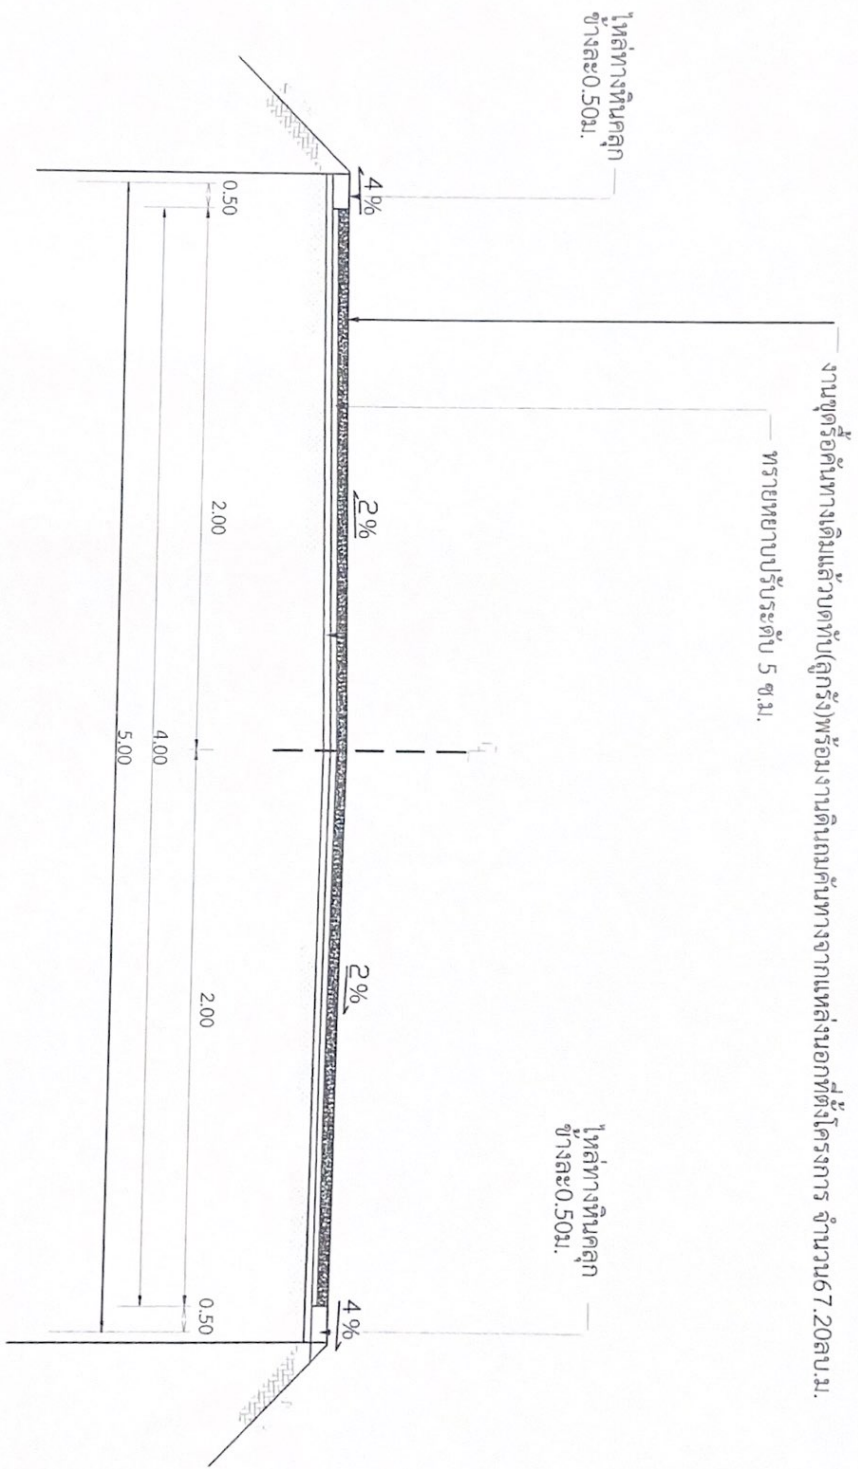 งานขุดรื้อคันทางเดิมแล้วบดทับ(ลูกรัง)พร้อมงานดินถมคันทางจากแหล่งนอกที่ตั้งโครงการ จำนวน67.20ลบ.ม.
ทรายหยาบปรับระดับ 5 ซ.ม.
ไหล่ทางหินคลุก
ข้างละ0.50ม.
ไหล่ทางหินคลุก
ข้างละ0.50ม.
4%
2%
2%
4%
0.50
2.00
2.00
0.50
4.00
5.00